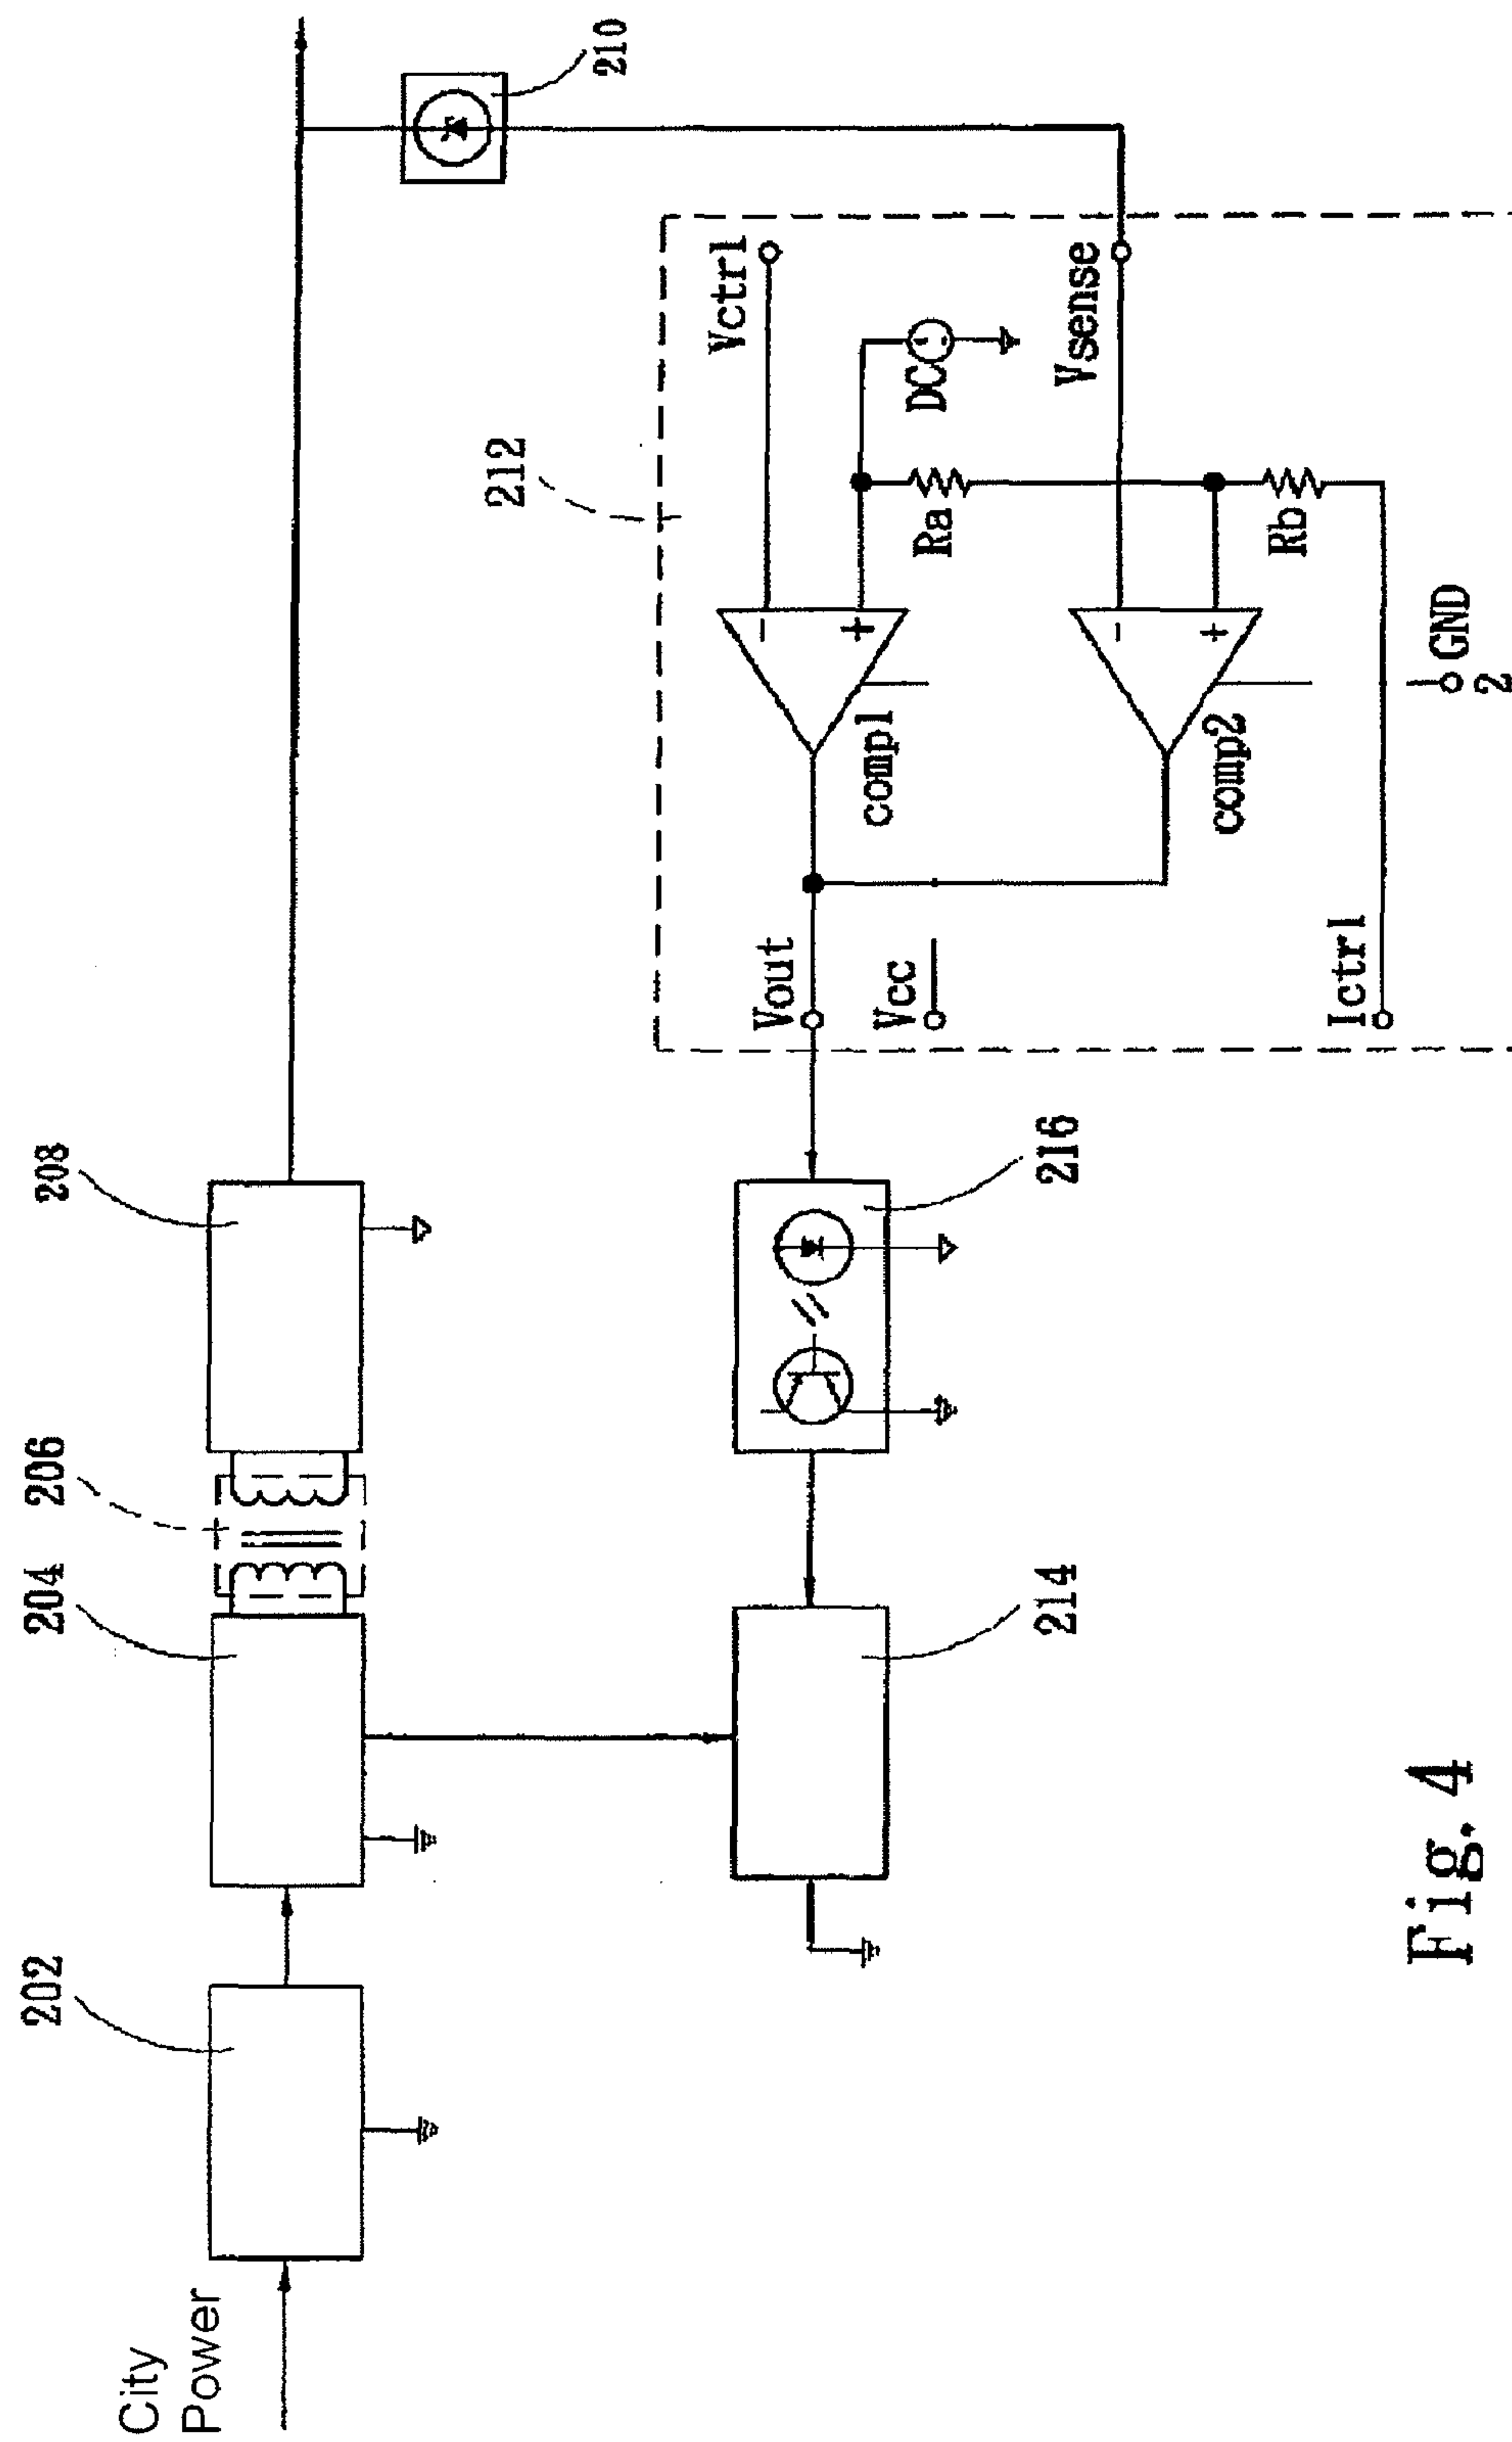 202
204
206
208
City
Power
212
210
Vctrl
Vout
comp1
Vcc
DC
Ra
214
216
Vsense
comp2
Rb
Ictrl
GND
2
Fig. 4
-
+
-
+